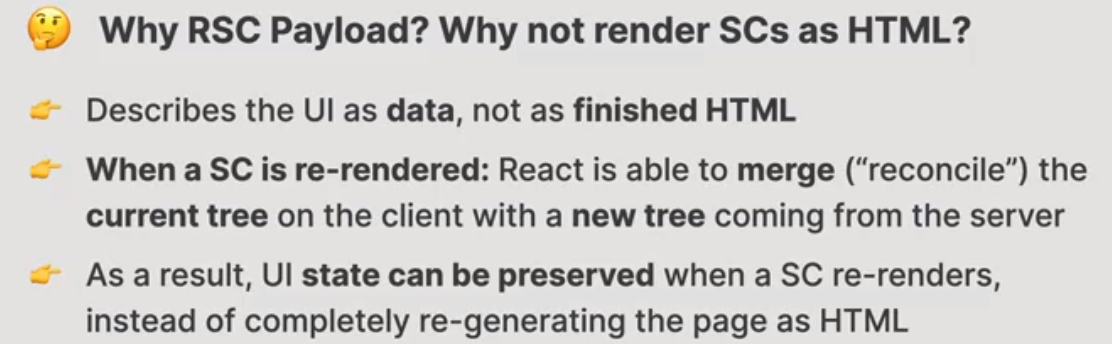 Why RSC Payload? Why not render SCs as HTML?
Describes the UI as data, not as finished HTML
When a SC is re-rendered: React is able to merge (“reconcile”) the
current tree on the client with a new tree coming from the server
As a result, UI state can be preserved when a SC re-renders,
instead of completely re-generating the page as HTML